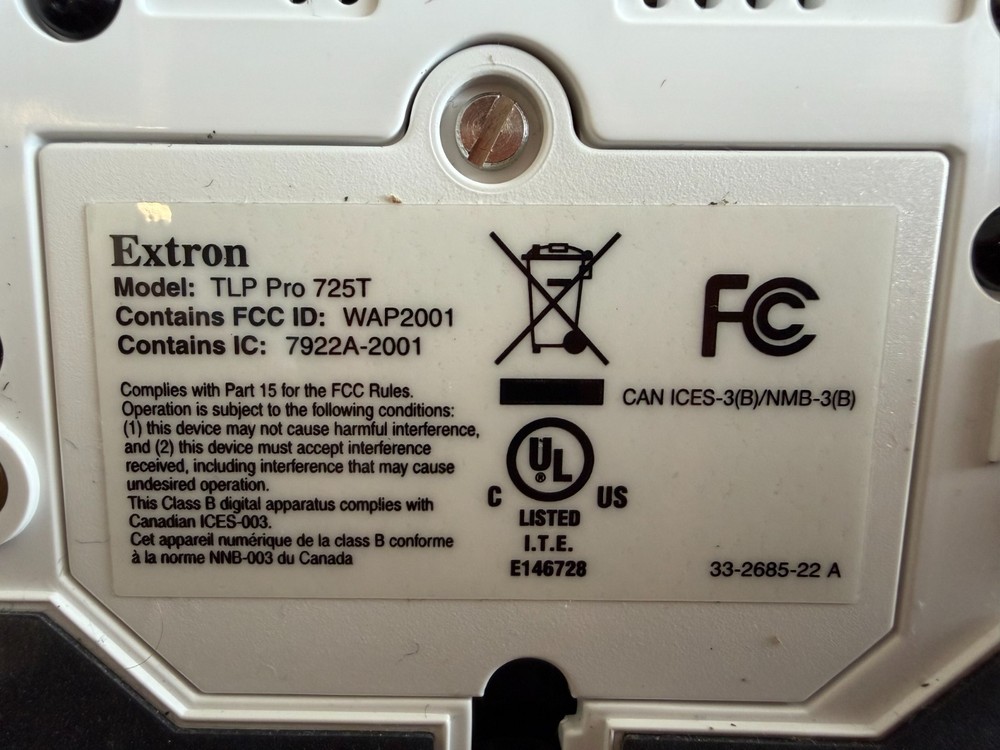 Extron
Model: TLP Pro 725T
Contains FCC ID: WAP2001
Contains IC: 7922A-2001
Complies with Part 15 for the FCC Rules.
Operation is subject to the following conditions:
(1) this device may not cause harmful interference,
and (2) this device must accept interference
received, including interference that may cause
undesired operation.
This Class B digital apparatus complies with
Canadian ICES-003.
Cet appareil numérique de la class B conforme
à la norme NNB-003 du Canada
FC
CAN ICES-3(B)/NMB-3(B)
UL
®
C US
LISTED
I.T.E.
E146728
33-2685-22 A